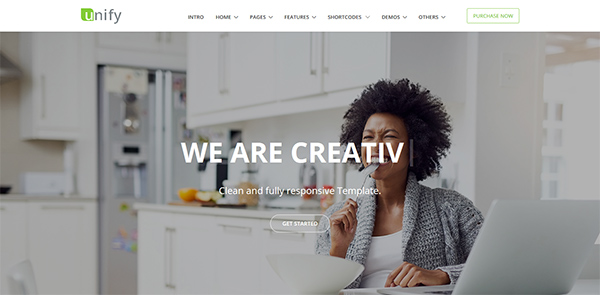 unify
INTRO HOME PAGES FEATURES SHORTCODES DEMOS OTHERS PURCHASE NOW
WE ARE CREATIV
Clean and fully responsive Template.
GET STARTED